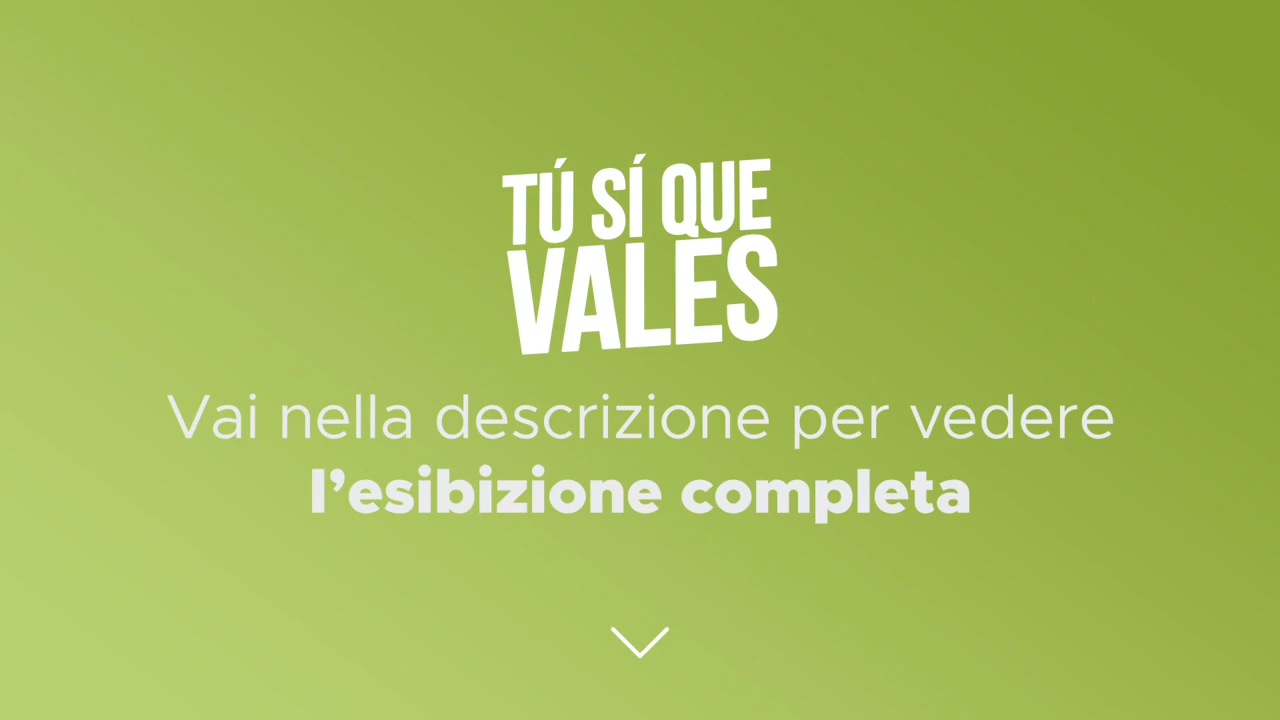 TÚ SÍ QUE
VALES
Vai nella descrizione per vedere
l’esibizione completa